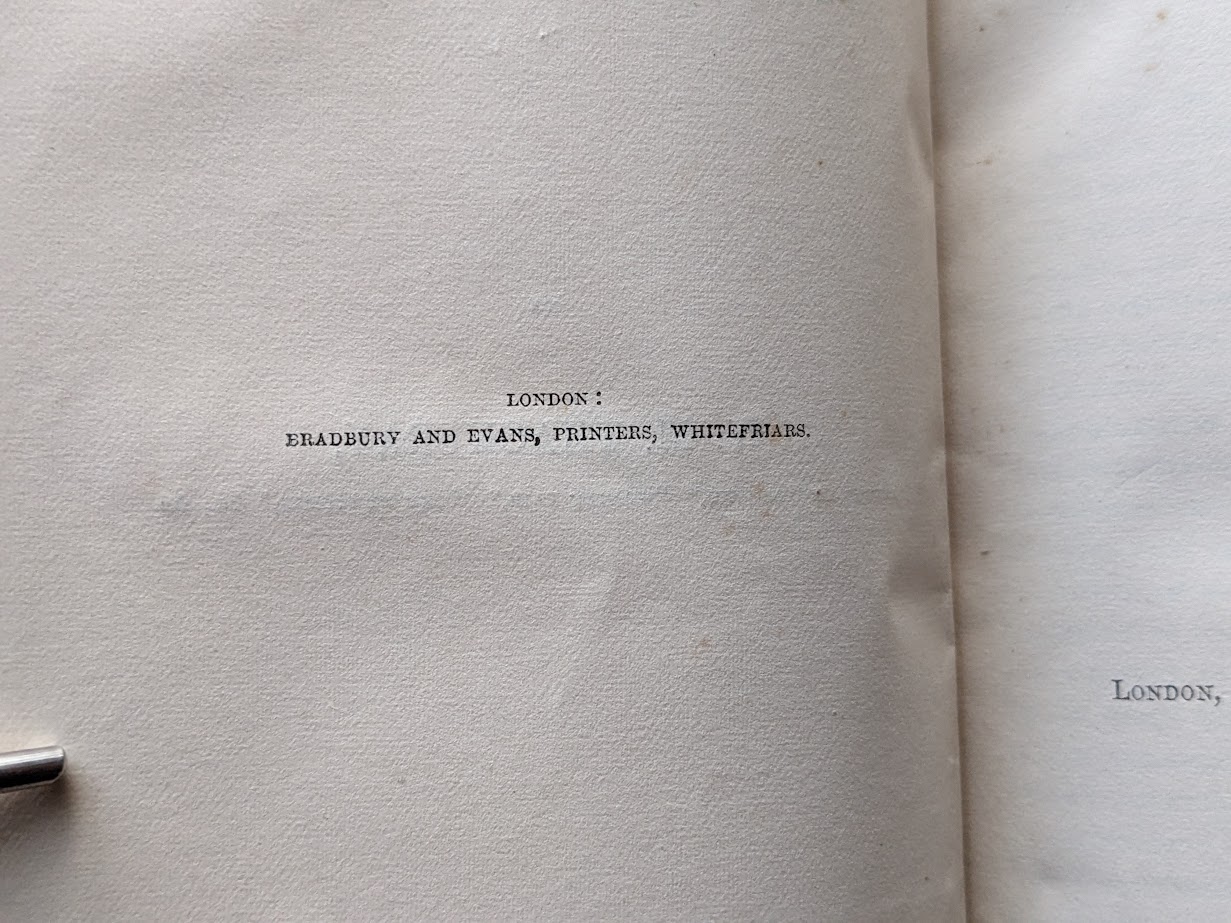 LONDON:
BRADBURY AND EVANS, PRINTERS, WHITEFRIARS.
LONDON,